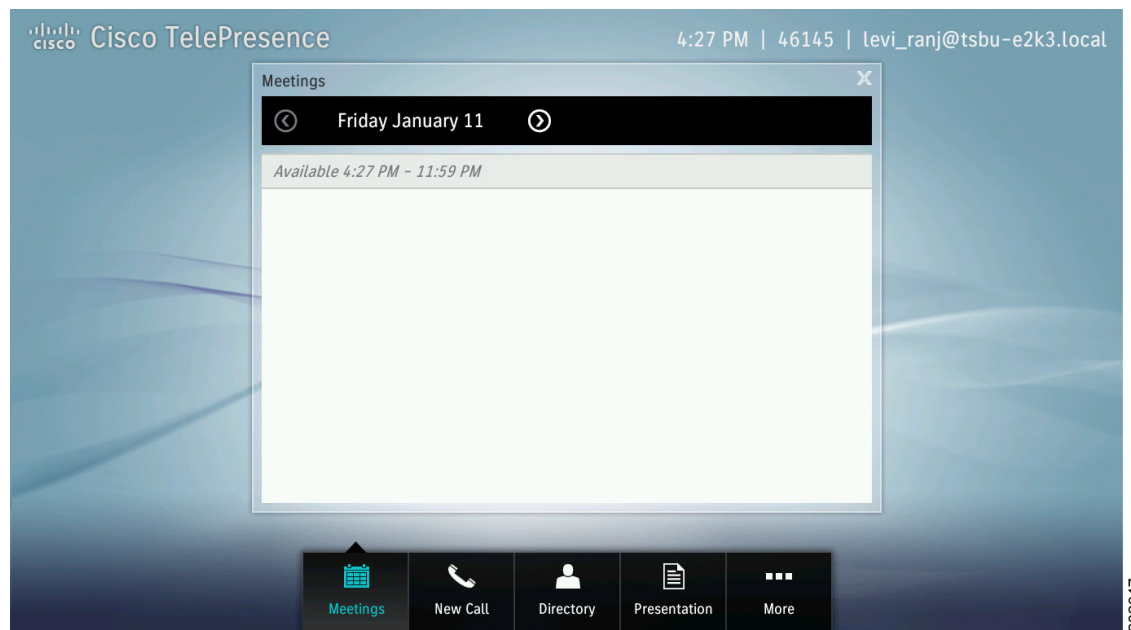 CISCO Cisco TelePresence
4:27 PM | 46145 | levi_ranj@tsbu-e2k3.local
Meetings
Friday January 11
Available 4:27 PM - 11:59 PM
Meetings
New Call
Directory
Presentation
More